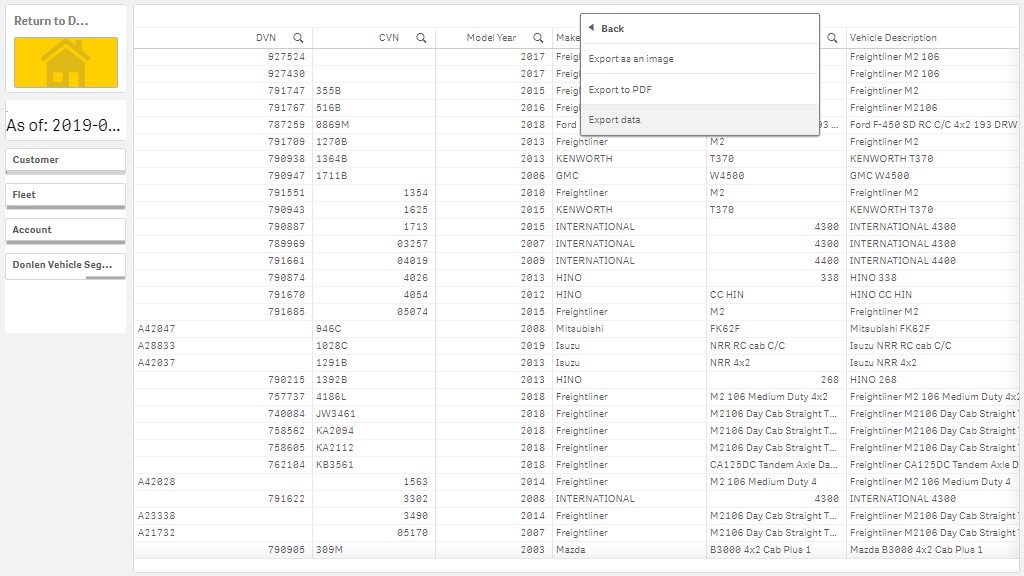 Return to D...
As of: 2019-0...
Customer
Fleet
Account
Donlen Vehicle Seg...
Back
Export as an image
Export to PDF
Export data
DVN CVN Model Year Make Vehicle Description
927524 2017 Freig Freightliner M2 106
927430 2017 Freig Freightliner M2 106
791747 355B 2015 Freig Freightliner M2
791767 516B 2016 Freig Freightliner M2106
787259 0869M 2018 Ford 93 ... Ford F-450 SD RC C/C 4x2 193 DRW
791709 1270B 2013 Freightliner M2 Freightliner M2
790938 1364B 2013 KENWORTH T370 KENWORTH T370
790947 1711B 2006 GMC W4500 GMC W4500
791551 1354 2010 Freightliner M2 Freightliner M2
790943 1625 2015 KENWORTH T370 KENWORTH T370
790887 1713 2015 INTERNATIONAL 4300 INTERNATIONAL 4300
789969 03257 2007 INTERNATIONAL 4300 INTERNATIONAL 4300
791661 04019 2009 INTERNATIONAL 4400 INTERNATIONAL 4400
790874 4026 2013 HINO 338 HINO 338
791670 4054 2012 HINO CC HIN HINO CC HIN
791685 05074 2015 Freightliner M2 Freightliner M2
A42047 946C 2008 Mitsubishi FK62F Mitsubishi FK62F
A28833 1028C 2019 Isuzu NRR RC cab C/C Isuzu NRR RC cab C/C
A42037 1291B 2013 Isuzu NRR 4x2 Isuzu NRR 4x2
790215 1392B 2013 HINO 268 HINO 268
757737 4186L 2018 Freightliner M2 106 Medium Duty 4x2 Freightliner M2 106 Medium Duty 4x2
740084 JW3461 2018 Freightliner M2106 Day Cab Straight T... Freightliner M2106 Day Cab Straight
758562 KA2094 2018 Freightliner M2106 Day Cab Straight T... Freightliner M2106 Day Cab Straight
758605 KA2112 2018 Freightliner M2106 Day Cab Straight T... Freightliner M2106 Day Cab Straight
762104 KB3561 2018 Freightliner CA125DC Tandem Axle Da... Freightliner CA125DC Tandem Axle D
A42028 1563 2014 Freightliner M2 106 Medium Duty 4 Freightliner M2 106 Medium Duty 4
791622 3302 2008 INTERNATIONAL 4300 INTERNATIONAL 4300
A23338 3490 2014 Freightliner M2106 Day Cab Straight T... Freightliner M2106 Day Cab Straight
A21732 05170 2007 Freightliner M2106 Day Cab Straight T... Freightliner M2106 Day Cab Straight
790905 309M 2003 Mazda B3000 4x2 Cab Plus 1 Mazda B3000 4x2 Cab Plus 1